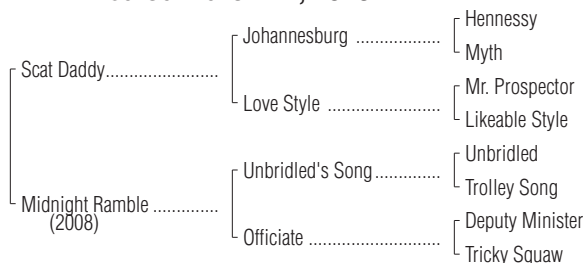 Hennessy
Johannesburg ..................
Myth
Scat Daddy........................
Mr. Prospector
Love Style ........................
Likeable Style
Unbridled
Unbridled's Song.................
Trolley Song
Midnight Ramble ..............
(2008)
Deputy Minister
Officiate ............................
Tricky Squaw